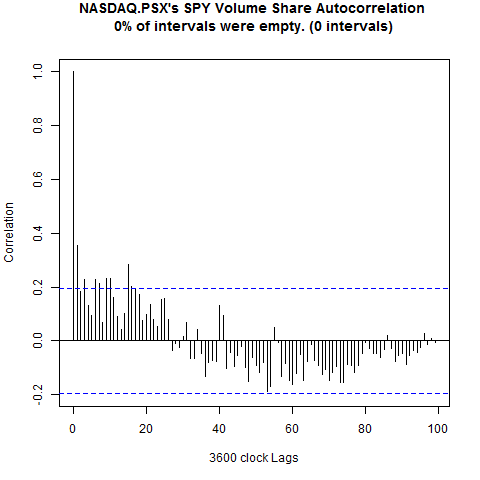 NASDAQ.PSX's SPY Volume Share Autocorrelation
0% of intervals were empty. (0 intervals)
Correlation
1.0
0.8
0.6
0.4
0.2
0.0
-0.2
0 20 40 60 80 100
3600 clock Lags